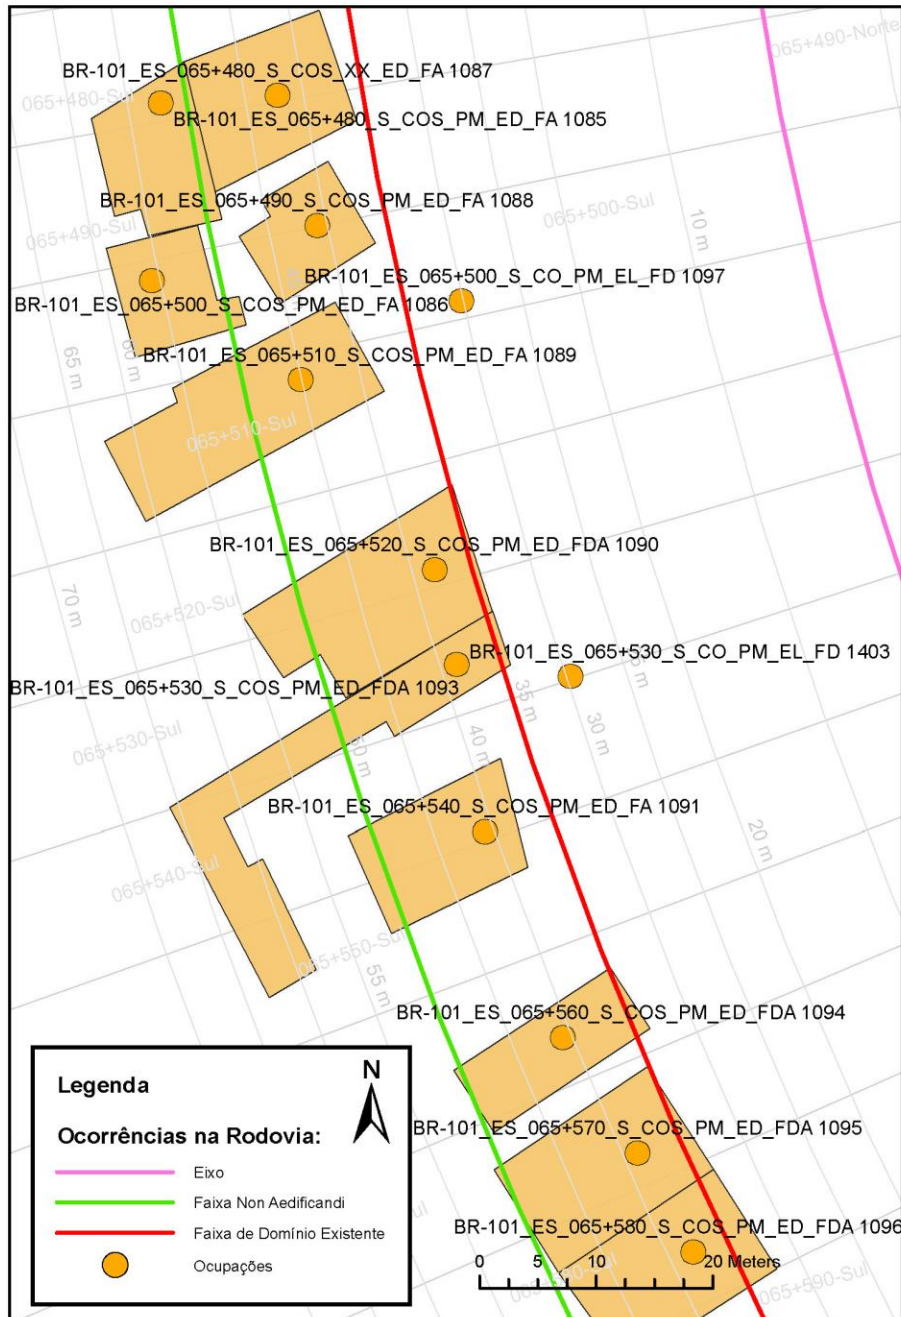 065+490-Norte
BR-101_ES_065+480_S_COS_XX_ED_FA 1087
065+480-Sul
BR-101_ES_065+480_S_COS_PM_ED_FA 1085
BR-101_ES_065+490_S_COS_PM_ED_FA 1088
065+500-Sul
10 m
065+490-Sul
BR-101_ES_065+500_S_CO_PM_EL_FD 1097
BR-101_ES_065+500_S_COS_PM_ED_FA 1086
65 m
60 m
BR-101_ES_065+510_S_COS_PM_ED_FA 1089
065+510-Sul
BR-101_ES_065+520_S_COS_PM_ED_FDA 1090
70 m
065+520-Sul
BR-101_ES_065+530_S_CO_PM_EL_FD 1403
BR-101_ES_065+530_S_COS_PM_ED_FDA 1093
35 m
065+530-Sul
40 m
30 m
BR-101_ES_065+540_S_COS_PM_ED_FA 1091
20 m
065+540-Sul
065+550-Sul
55 m
BR-101_ES_065+560_S_COS_PM_ED_FDA 1094
BR-101_ES_065+570_S_COS_PM_ED_FDA 1095
BR-101_ES_065+580_S_COS_PM_ED_FDA 1096
065+590-Sul
Legenda
N
Ocorrências na Rodovia:
Eixo
Faixa Non Aedificandi
Faixa de Domínio Existente
Ocupações
0 5 10 20 Meters